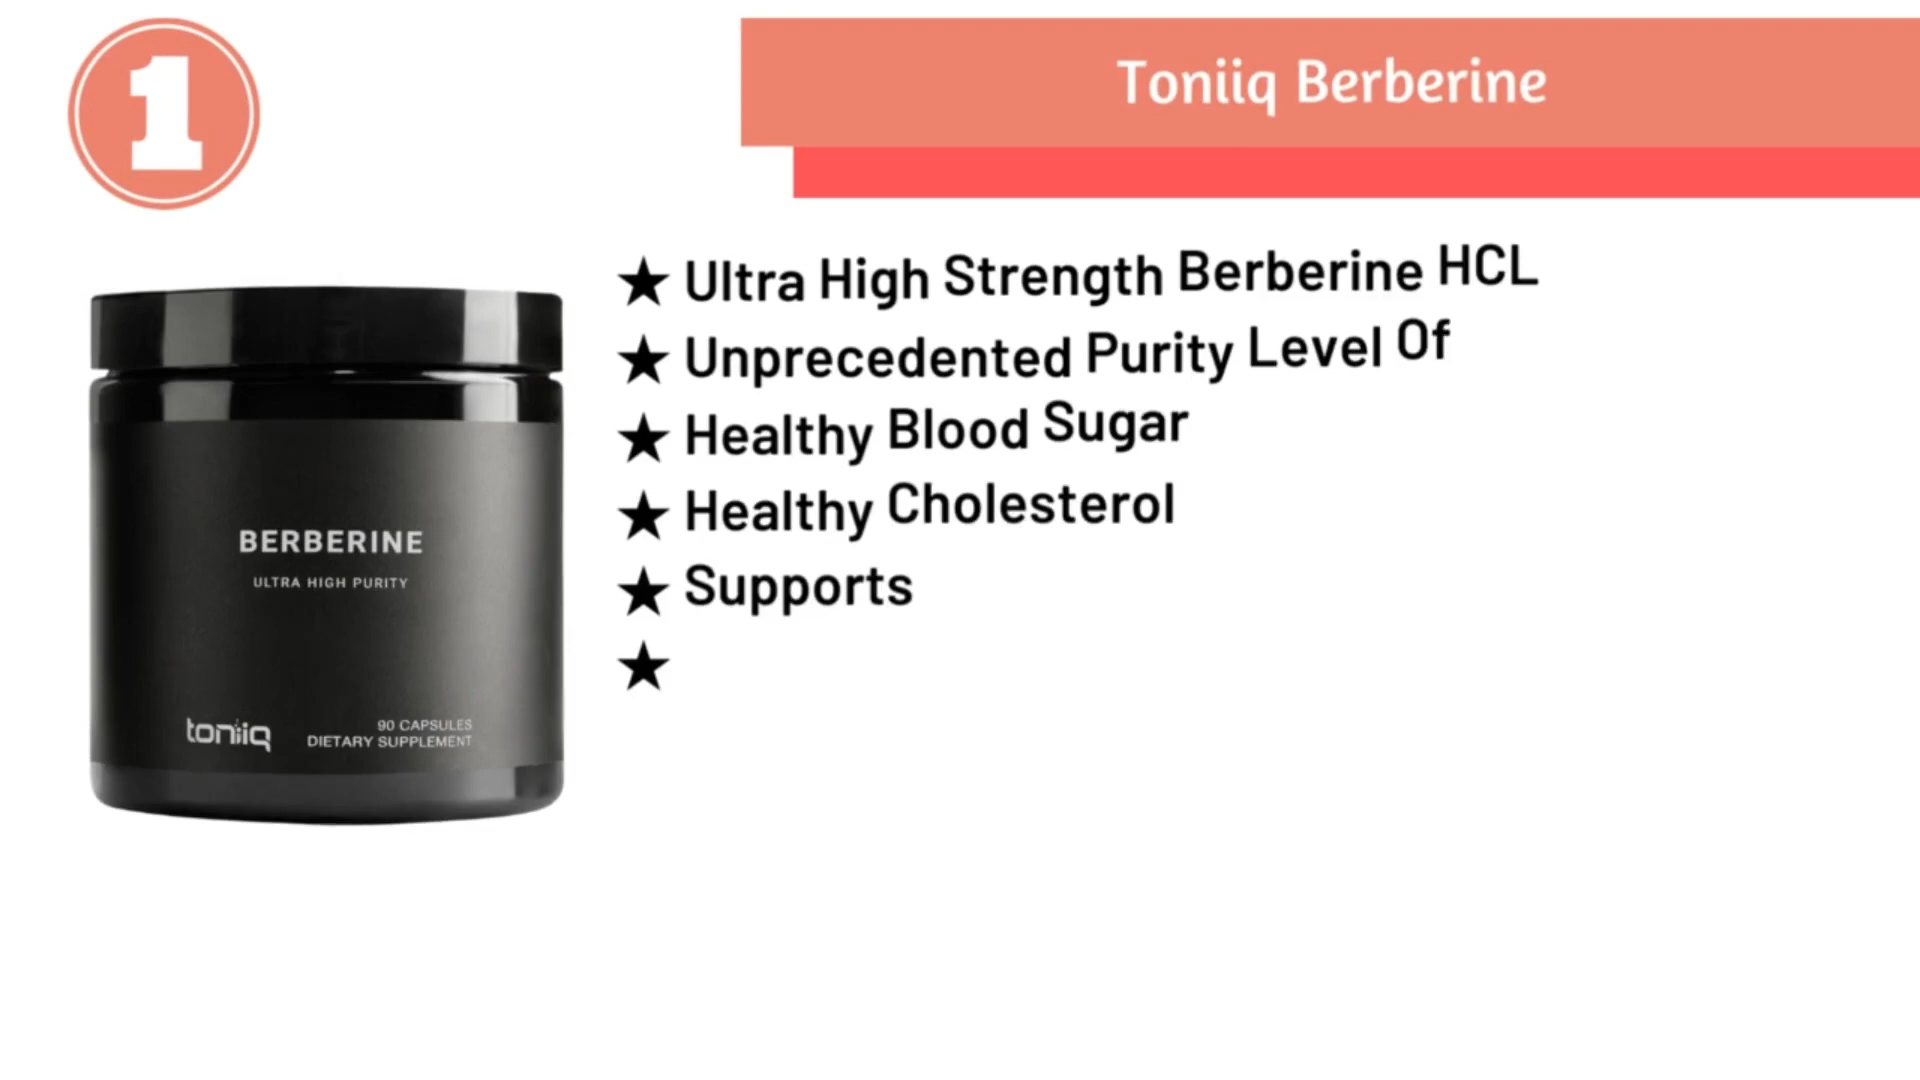 1
Toniiq Berberine
★ Ultra High Strength Berberine HCL
★ Unprecedented Purity Level Of
★ Healthy Blood Sugar
★ Healthy Cholesterol
★ Supports
★
BERBERINE
ULTRA HIGH PURITY
toniiq
90 CAPSULES
DIETARY SUPPLEMENT